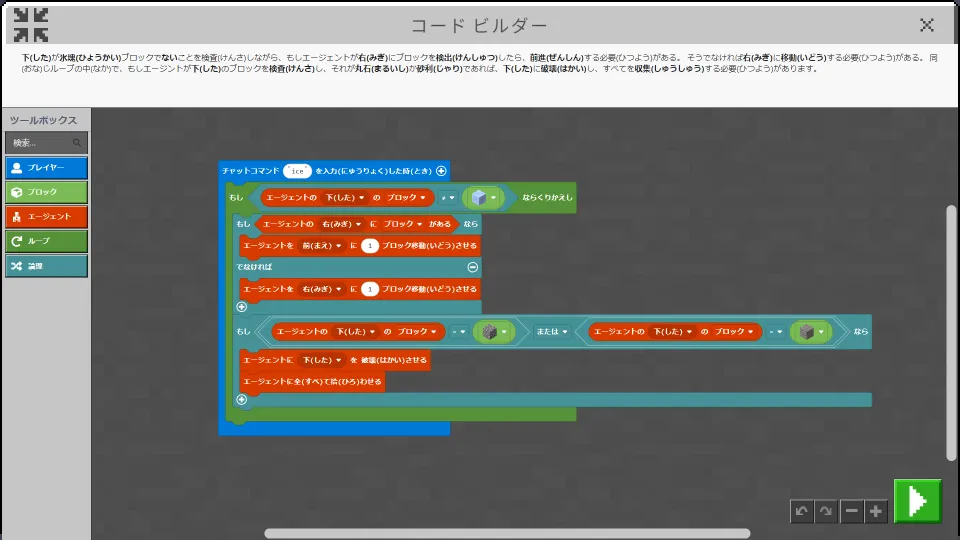 コード ビルダー
下(した)が氷塊(ひょうかい)ブロックでないことを検査(けんさ)しながら、もしエージェントが右(みぎ)にブロックを検出(けんしゅつ)したら、前進(ぜんしん)する必要(ひつよう)がある。 そうでなければ右(みぎ)に移動(いどう)する必要(ひつよう)がある。 同
(おな)じループの中(なか)で、もしエージェントが下(した)のブロックを検査(けんさ)し、それが丸石(まるいし)か砂利(じゃり)であれば、下(した)に破壊(はかい)し、すべてを収集(しゅうしゅう)する必要(ひつよう)があります。
ツールボックス
検索...
プレイヤー
ブロック
エージェント
ループ
論理
チャットコマンド ice を入力(にゅうりょく)した時(とき)
もし エージェントの 下(した) の ブロック ≠ ならくりかえし
もし エージェントの 右(みぎ) に ブロック がある なら
エージェントを 前(まえ) に 1 ブロック移動(いどう)させる
でなければ
エージェントを 右(みぎ) に 1 ブロック移動(いどう)させる
もし エージェントの 下(した) の ブロック = または エージェントの 下(した) の ブロック = なら
エージェントに 下(した) を 破壊(はかい)させる
エージェントに全(すべ)て拾(ひろ)わせる